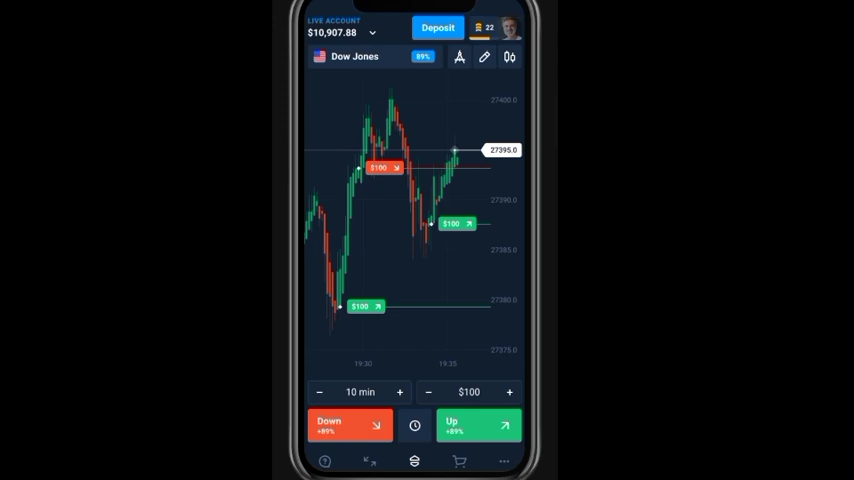 LIVE ACCOUNT
$10,907.88
Deposit
22
Dow Jones
89%
27400.0
27395.0
$100
27390.0
$100
27385.0
$100
27380.0
27375.0
19:30 19:35
− 10 min +
− $100 +
Down
+89%
Up
+89%